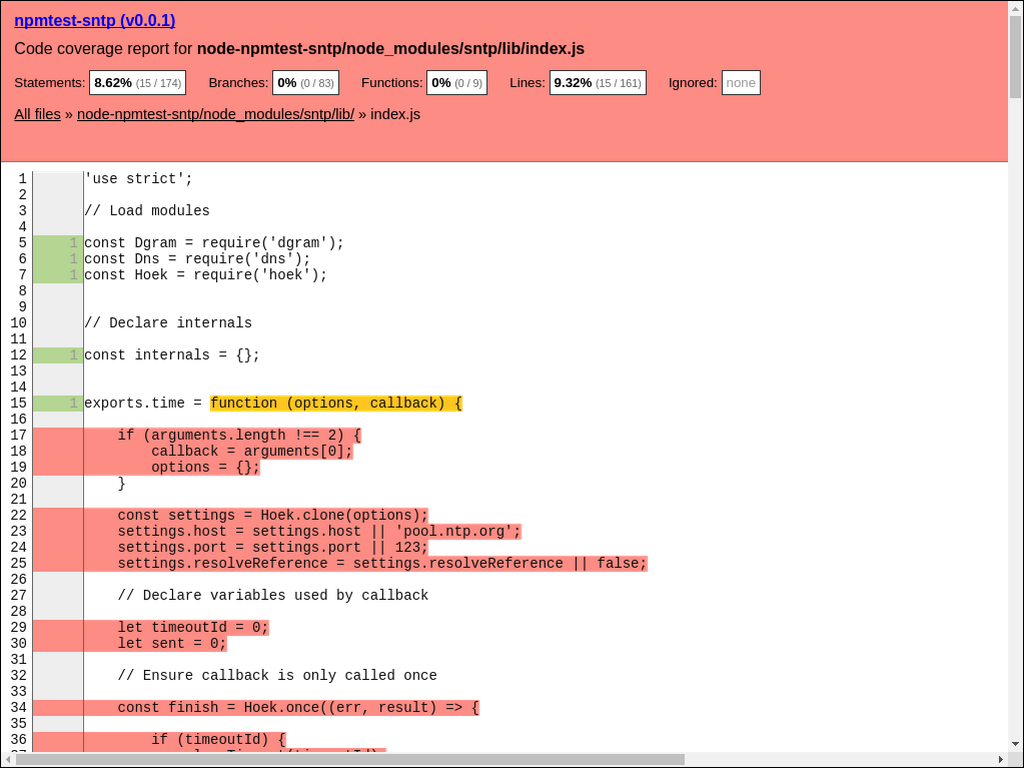 npmtest-sntp (v0.0.1)
Code coverage report for node-npmtest-sntp/node_modules/sntp/lib/index.js
Statements: 8.62% (15 / 174) Branches: 0% (0 / 83) Functions: 0% (0 / 9) Lines: 9.32% (15 / 161) Ignored: none
All files » node-npmtest-sntp/node_modules/sntp/lib/ » index.js
1 'use strict';
2
3 // Load modules
4
5 1 const Dgram = require('dgram');
6 1 const Dns = require('dns');
7 1 const Hoek = require('hoek');
8
9
10 // Declare internals
11
12 1 const internals = {};
13
14
15 1 exports.time = function (options, callback) {
16
17 if (arguments.length !== 2) {
18 callback = arguments[0];
19 options = {};
20 }
21
22 const settings = Hoek.clone(options);
23 settings.host = settings.host || 'pool.ntp.org';
24 settings.port = settings.port || 123;
25 settings.resolveReference = settings.resolveReference || false;
26
27 // Declare variables used by callback
28
29 let timeoutId = 0;
30 let sent = 0;
31
32 // Ensure callback is only called once
33
34 const finish = Hoek.once((err, result) => {
35
36 if (timeoutId) {